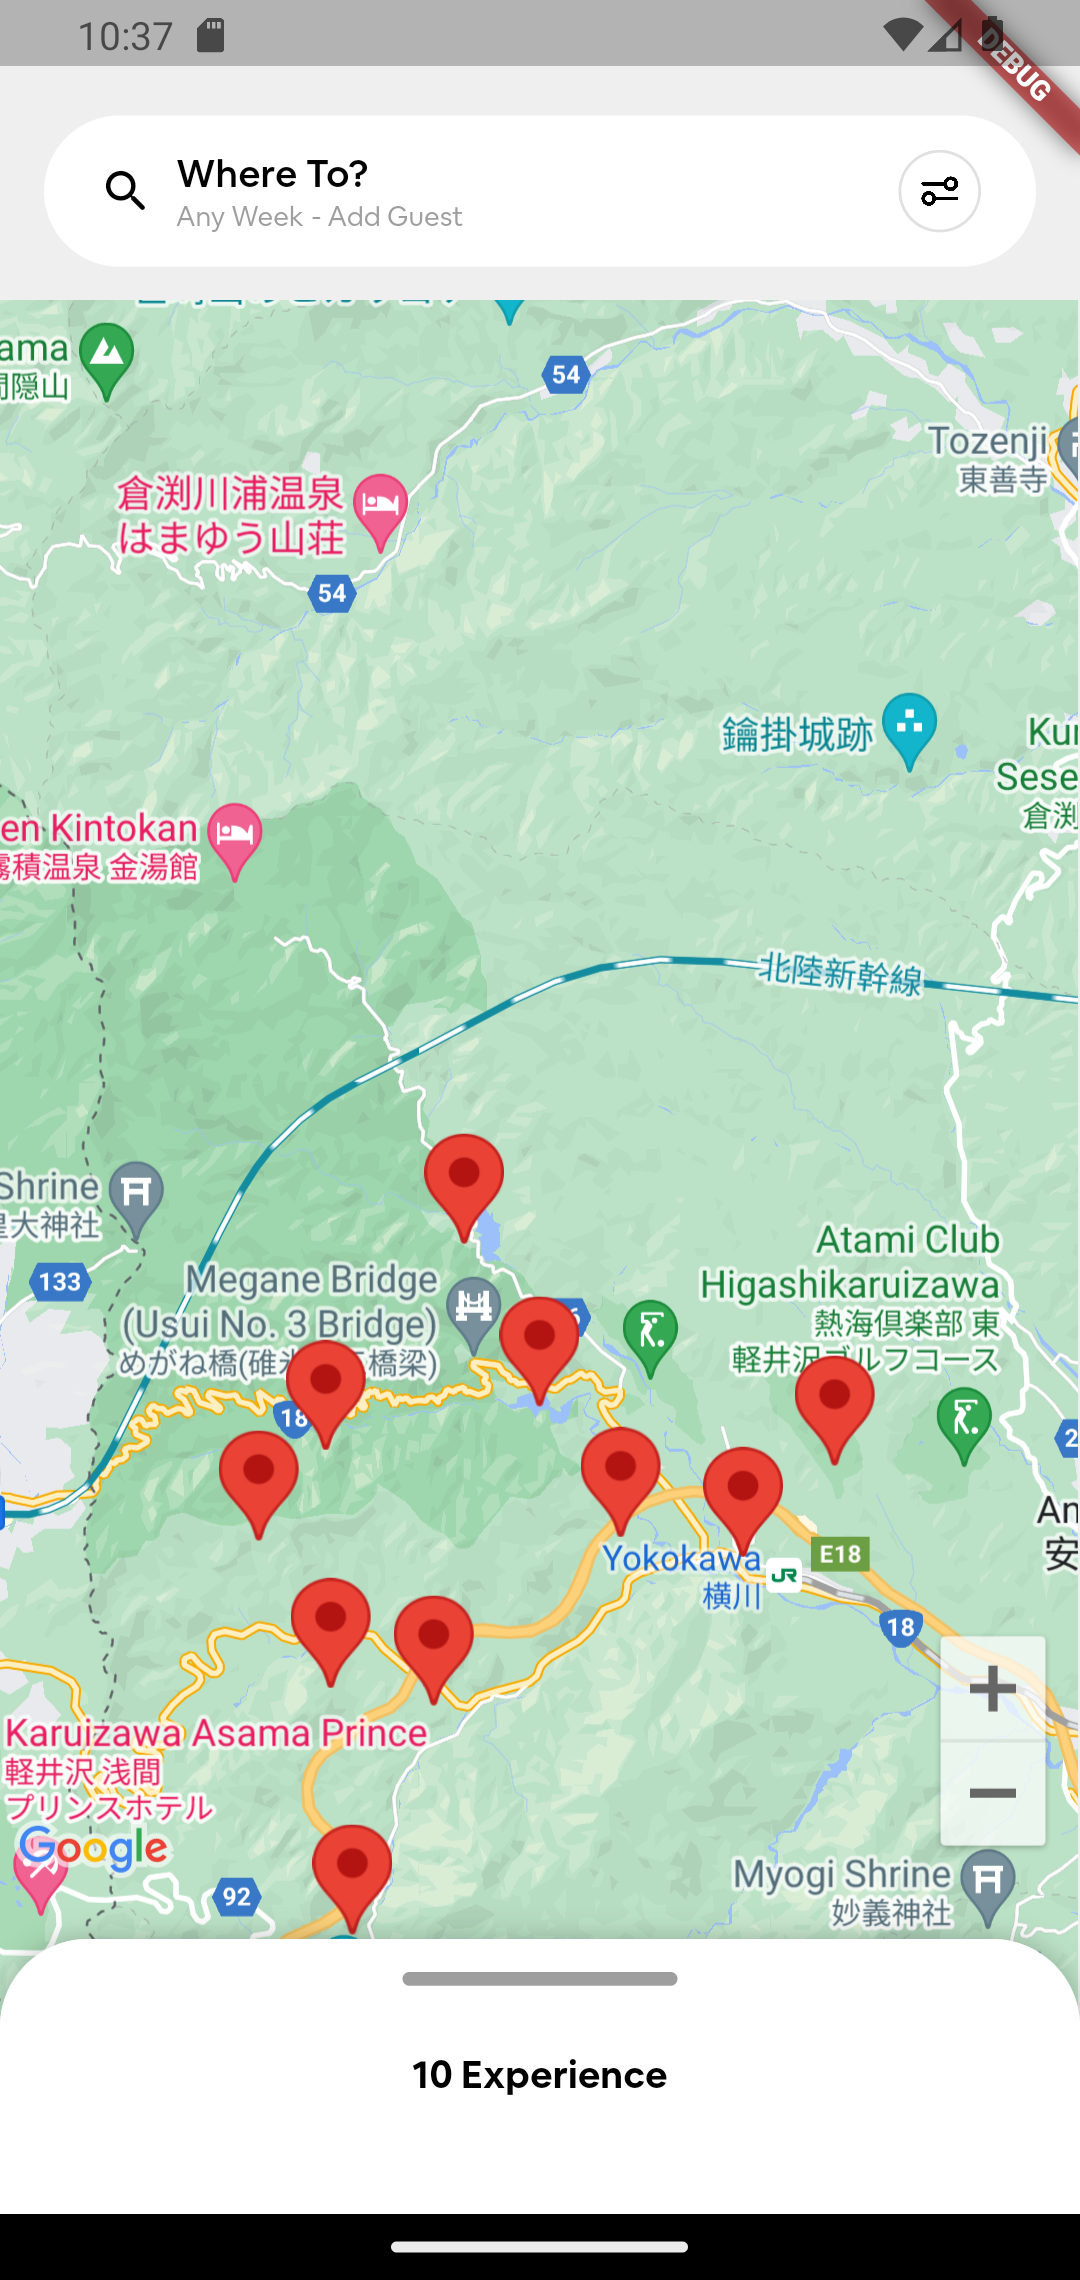 10:37
DEBUG
Where To?
Any Week - Add Guest
ama
隠山
54
Tozenji
東善寺
倉渕川浦温泉
はまゆう山荘
54
鑰掛城跡
Kur
Sese
倉渕
en Kintokan
霧積温泉 金湯館
北陸新幹線
Shrine
皇大神社
133
Megane Bridge
(Usui No. 3 Bridge)
めがね橋(碓氷
橋梁)
Atami Club
Higashikaruizawa
熱海倶楽部 東
軽井沢ゴルフコース
18
2
An
安
Yokokawa
横川
JR
E18
18
Karuizawa Asama Prince
軽井沢 浅間
プリンスホテル
Google
92
Myogi Shrine
妙義神社
10 Experience